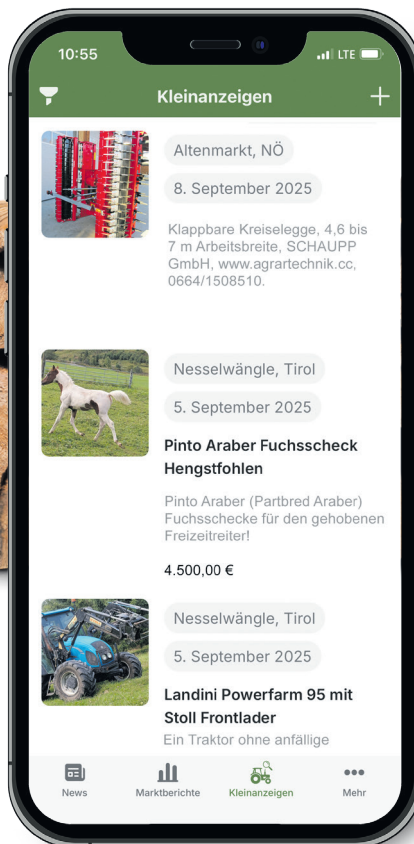 10:55
LTE
Kleinanzeigen
Altenmarkt, NÖ
8. September 2025
Klappbare Kreiselegge, 4,6 bis
7 m Arbeitsbreite, SCHAUPP
GmbH, www.agrartechnik.cc,
0664/1508510.
Nesselwängle, Tirol
5. September 2025
Pinto Araber Fuchsscheck
Hengstfohlen
Pinto Araber (Partbred Araber)
Fuchsschecke für den gehobenen
Freizeitreiter!
4.500,00 €
Nesselwängle, Tirol
5. September 2025
Landini Powerfarm 95 mit
Stoll Frontlader
Ein Traktor ohne anfällige
News
Marktberichte
Kleinanzeigen
Mehr